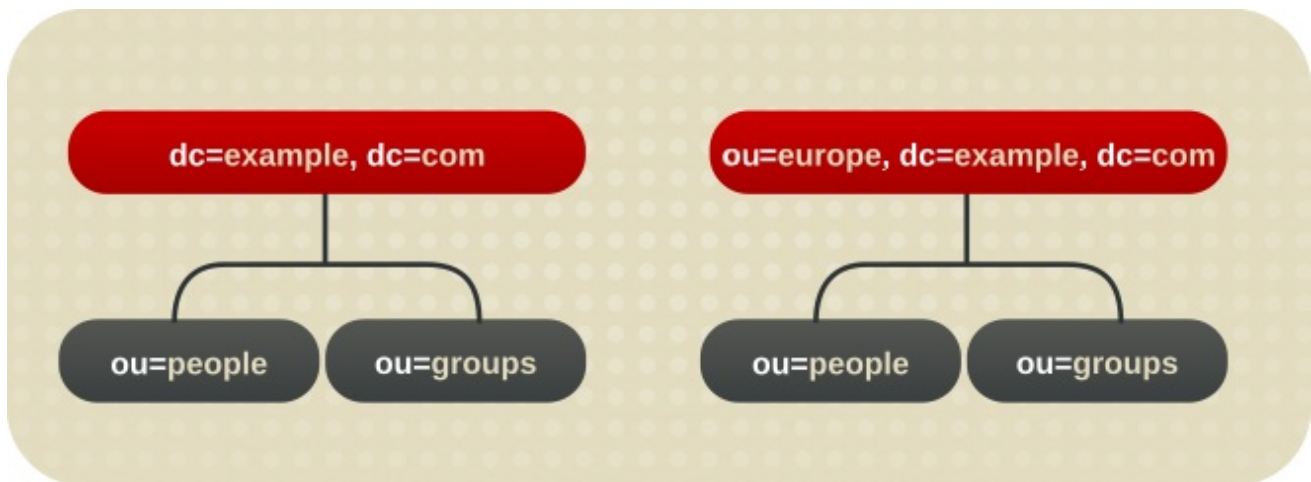 dc=example, dc=com
ou=europe, dc=example, dc=com
ou=people
ou=groups
ou=people
ou=groups